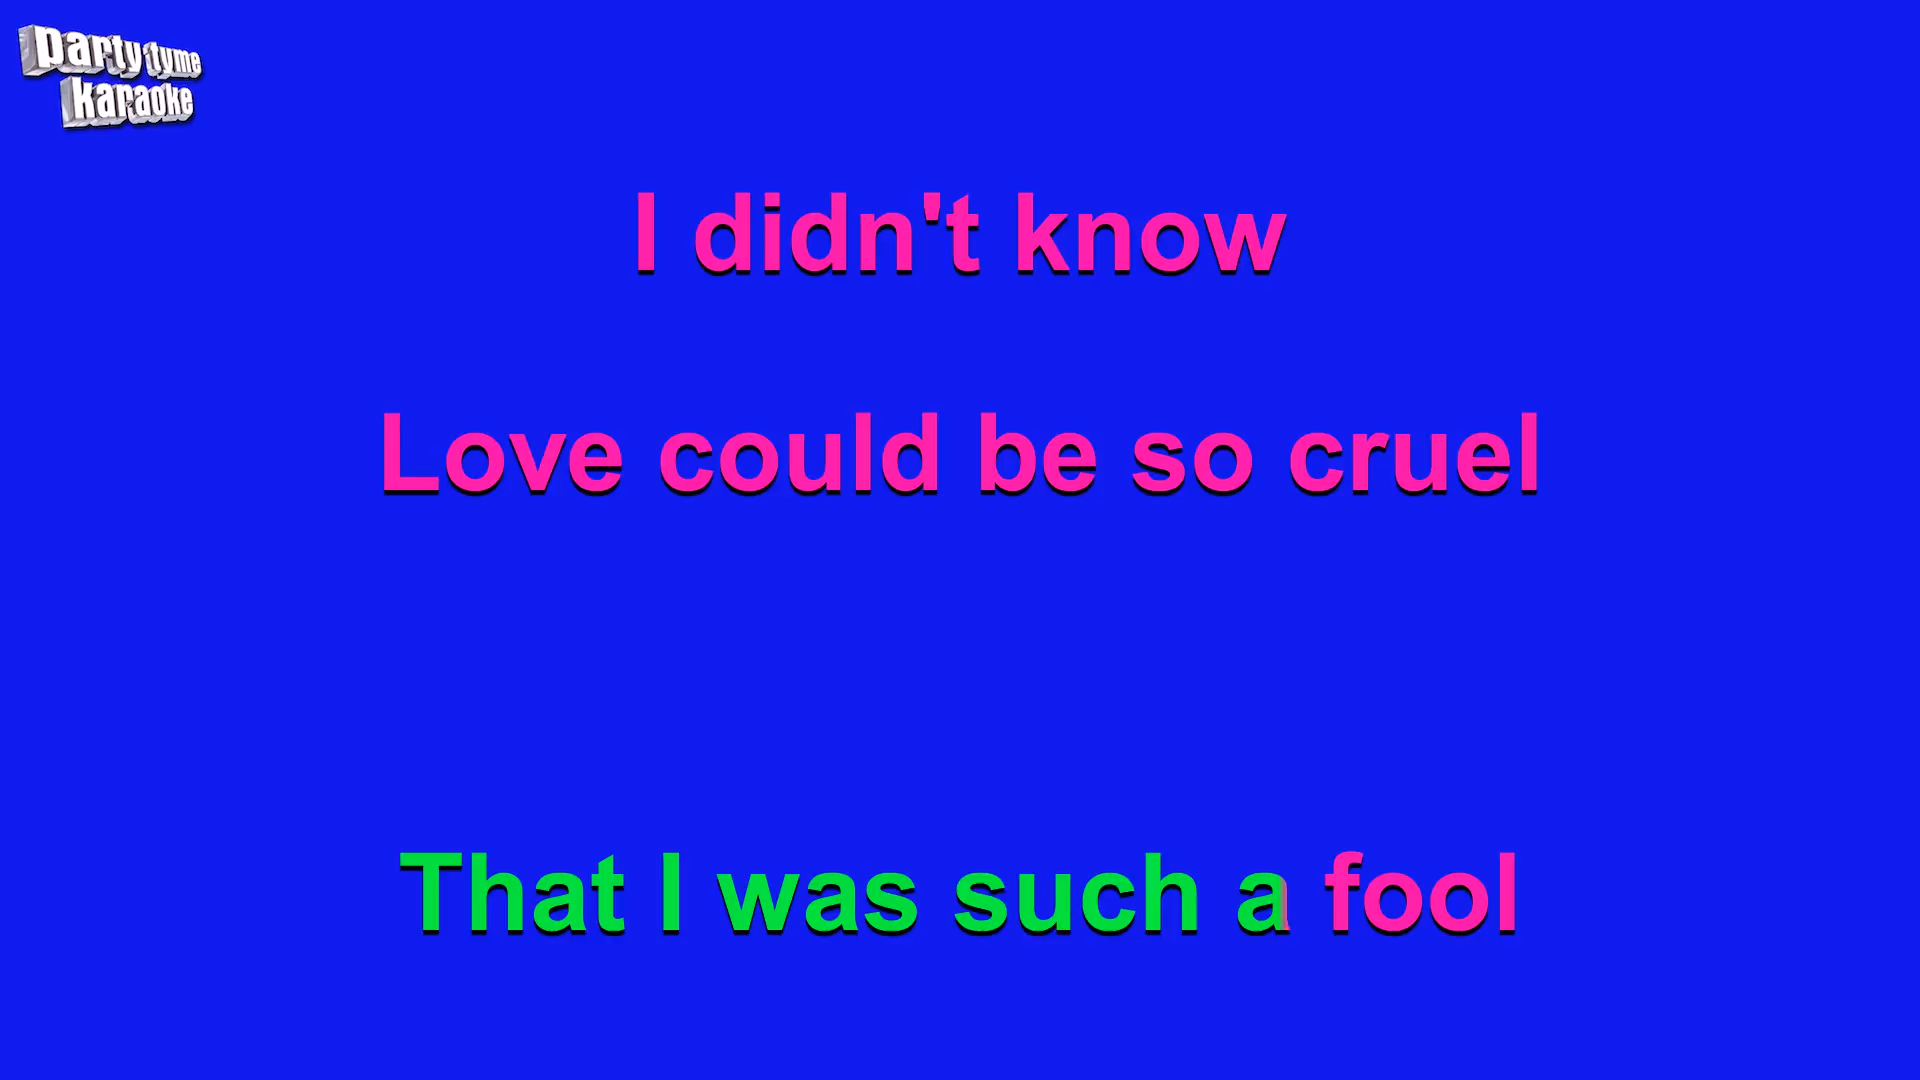 party tyme
karaoke
I didn't know
Love could be so cruel
That I was such a fool